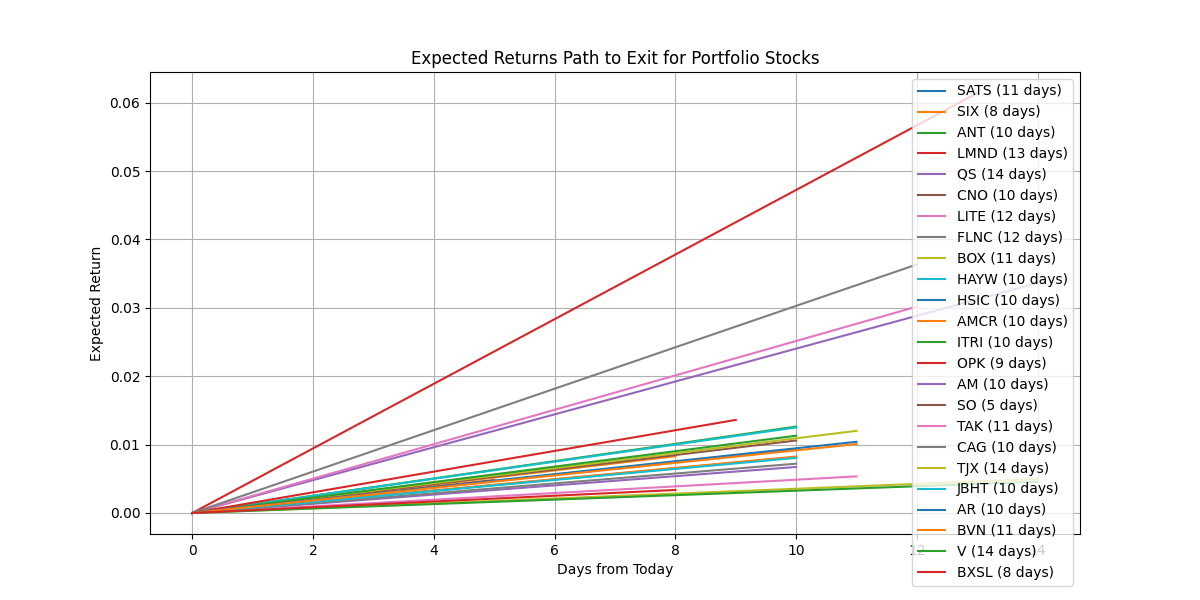 Expected Returns Path to Exit for Portfolio Stocks
Expected Return
0.06
0.05
0.04
0.03
0.02
0.01
0.00
0
2
4
6
8
10
12
14
Days from Today
SATS (11 days)
SIX (8 days)
ANT (10 days)
LMND (13 days)
QS (14 days)
CNO (10 days)
LITE (12 days)
FLNC (12 days)
BOX (11 days)
HAYW (10 days)
HSIC (10 days)
AMCR (10 days)
ITRI (10 days)
OPK (9 days)
AM (10 days)
SO (5 days)
TAK (11 days)
CAG (10 days)
TJX (14 days)
JBHT (10 days)
AR (10 days)
BVN (11 days)
V (14 days)
BXSL (8 days)